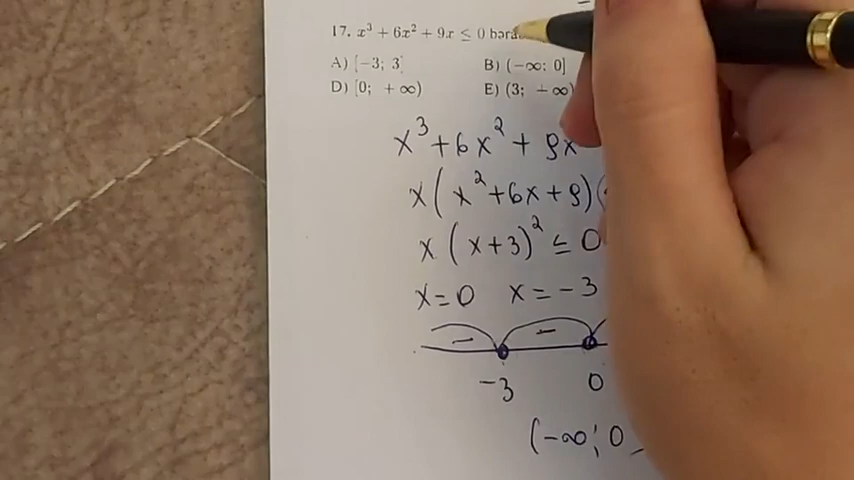 17. x³ + 6x² + 9x ≤ 0
A) [−3; 3] B) (−∞; 0]
D) [0; +∞) E) (3; +∞)
x³ + 6x² + 9x
x(x² + 6x + 9)
x(x+3)² ≤ 0
x=0 x=−3
− −
−3 0
(−∞; 0